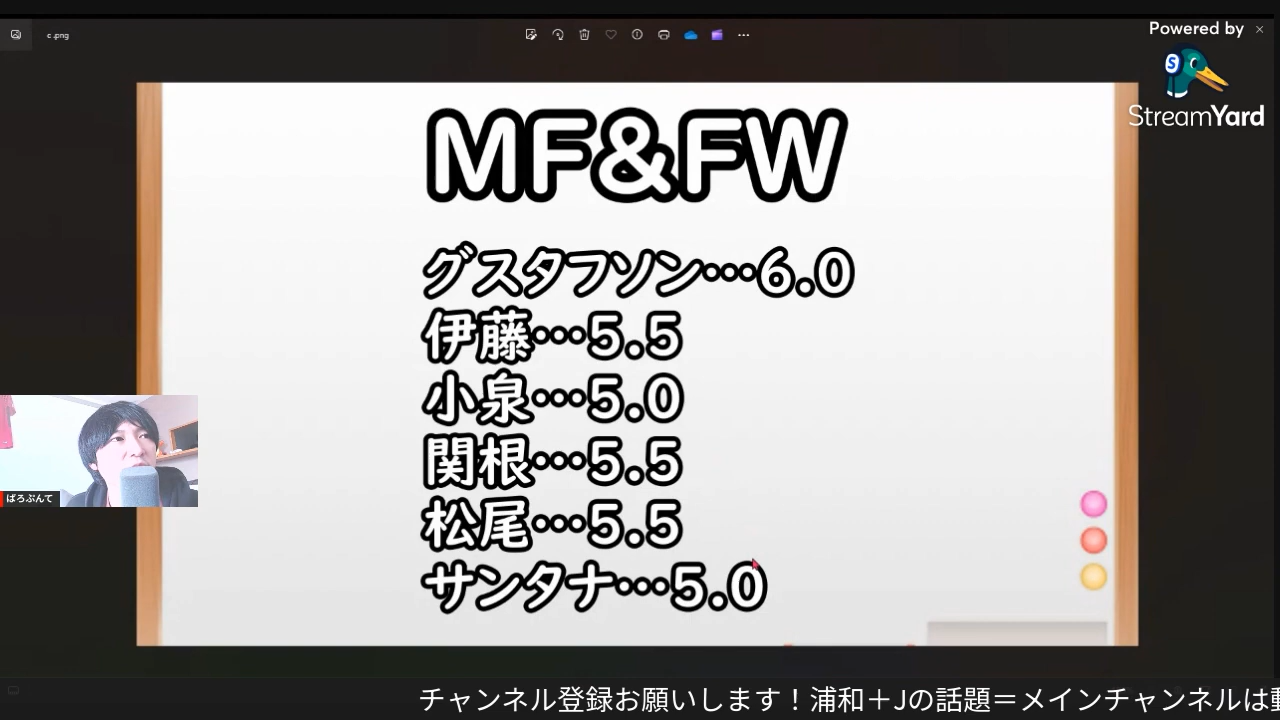 c .png
Powered by
StreamYard
MF&FW
グスタフソン…6.0
伊藤…5.5
小泉…5.0
関根…5.5
松尾…5.5
サンタナ…5.0
ぱろぷんて
チャンネル登録お願いします！浦和＋Jの話題＝メインチャンネルは動